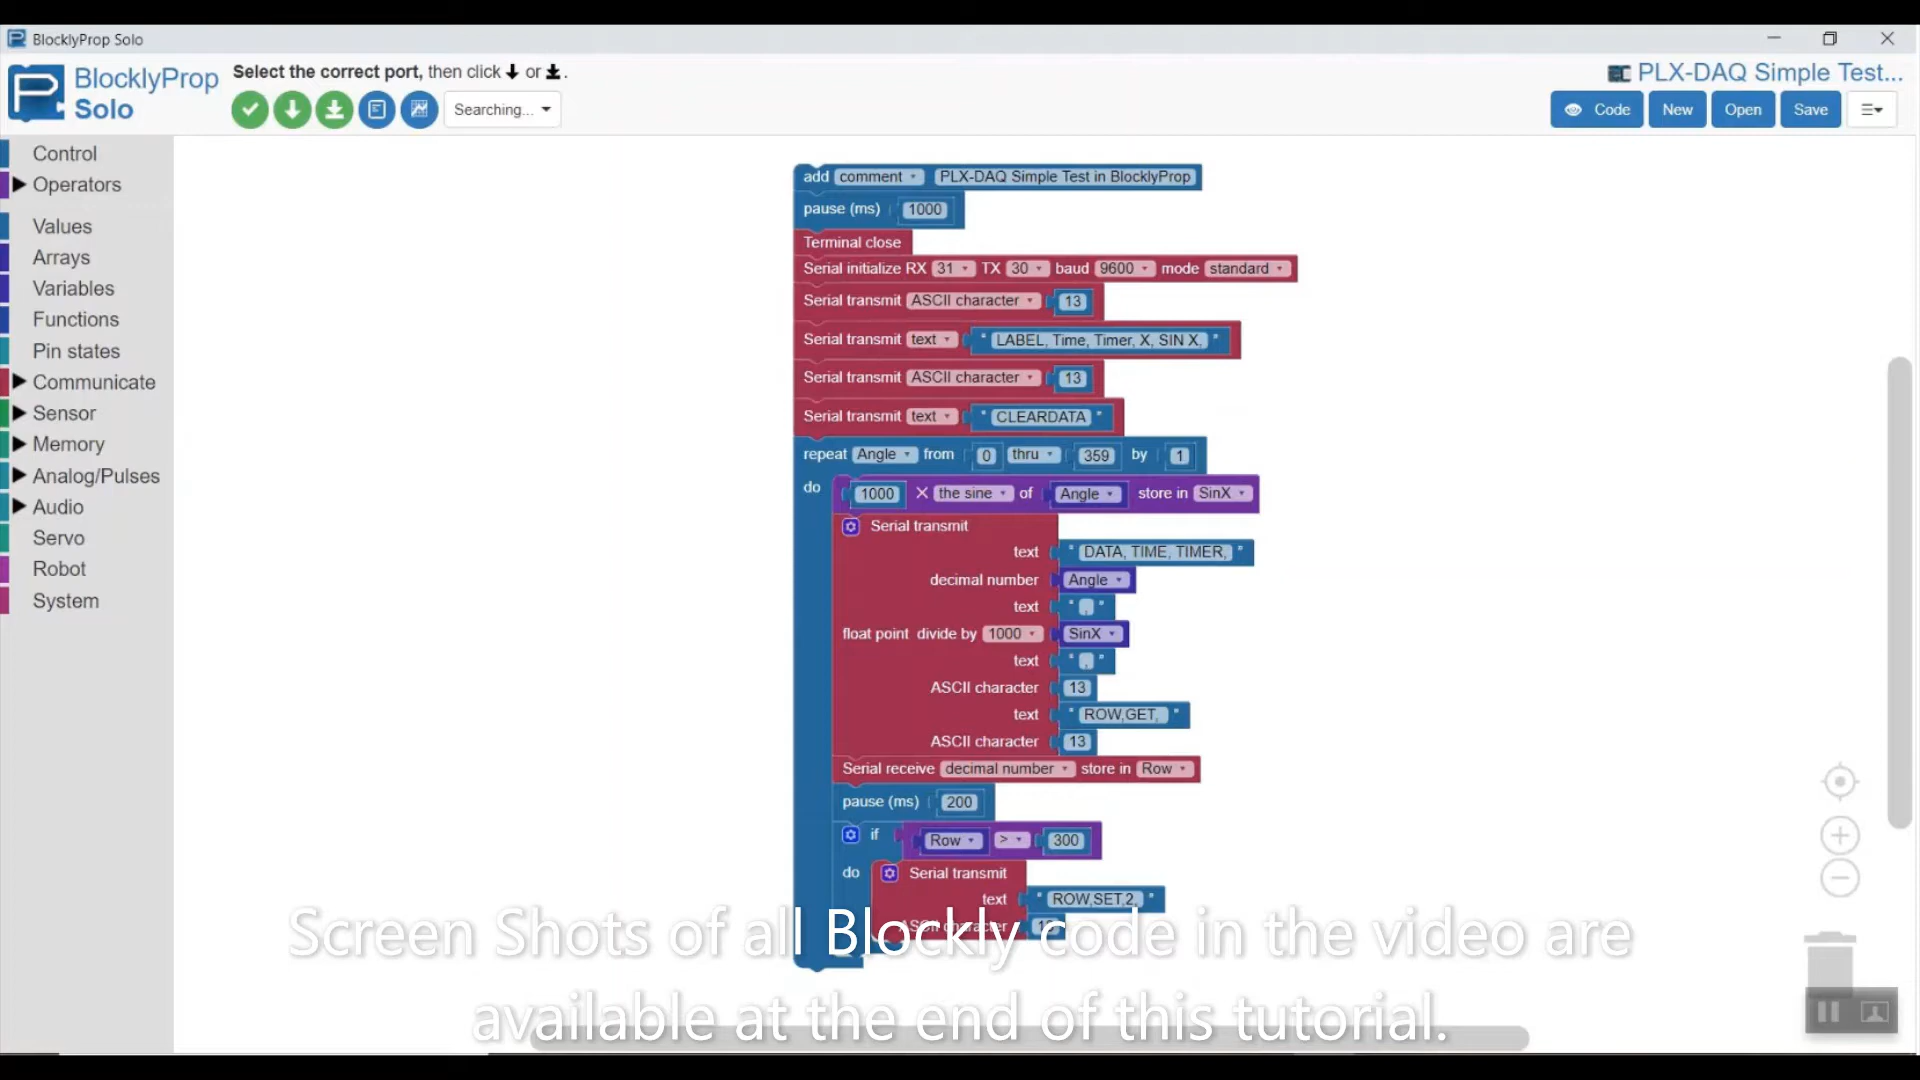 BlocklyProp Solo
BlocklyProp
Solo
Select the correct port, then click or .
Searching...
PLX-DAQ Simple Test...
Code New Open Save
Control
Operators
Values
Arrays
Variables
Functions
Pin states
Communicate
Sensor
Memory
Analog/Pulses
Audio
Servo
Robot
System
add comment PLX-DAQ Simple Test in BlocklyProp
pause (ms) 1000
Terminal close
Serial initialize RX 31 TX 30 baud 9600 mode standard
Serial transmit ASCII character 13
Serial transmit text " LABEL, Time, Timer, X, SIN X, "
Serial transmit ASCII character 13
Serial transmit text " CLEARDATA "
repeat Angle from 0 thru 359 by 1
do 1000 X the sine of Angle store in SinX
Serial transmit
text " DATA, TIME, TIMER, "
decimal number Angle
text " , "
float point divide by 1000 SinX
text " , "
ASCII character 13
text " ROW,GET, "
ASCII character 13
Serial receive decimal number store in Row
pause (ms) 200
if Row > 300
do Serial transmit
text " ROW,SET,2, "
ASCII character 13
Screen Shots of all Blockly code in the video are
available at the end of this tutorial.